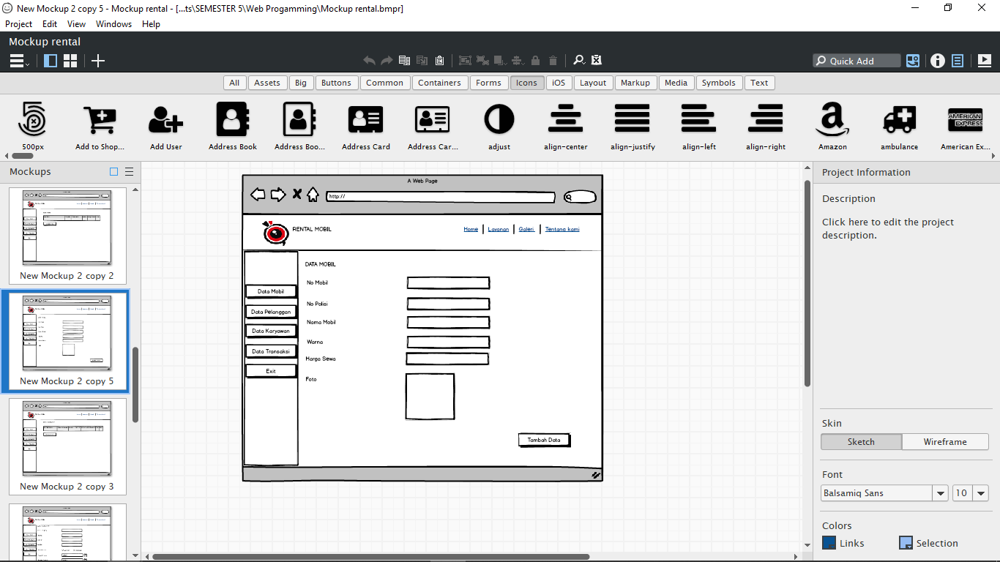 New Mockup 2 copy 5 - Mockup rental - [...ts\SEMESTER 5\Web Progamming\Mockup rental.bmpr]
Project Edit View Windows Help
Mockup rental
Quick Add
All Assets Big Buttons Common Containers Forms Icons iOS Layout Markup Media Symbols Text
500px Add to Shop... Add User Address Book Address Boo... Address Card Address Car... adjust align-center align-justify align-left align-right Amazon ambulance American Ex...
AMERICAN
EXPRESS
Mockups
New Mockup 2 copy 2
New Mockup 2 copy 5
New Mockup 2 copy 3
A Web Page
http://
RENTAL MOBIL
Home Layanan Galeri Tentang kami
Data Mobil
Data Pelanggan
Data Karyawan
Data Transaksi
Exit
DATA MOBIL
No Mobil
No Polisi
Nama Mobil
Warna
Harga Sewa
Foto
Tambah Data
Project Information
Description
Click here to edit the project
description.
Skin
Sketch Wireframe
Font
Balsamiq Sans 10
Colors
Links Selection